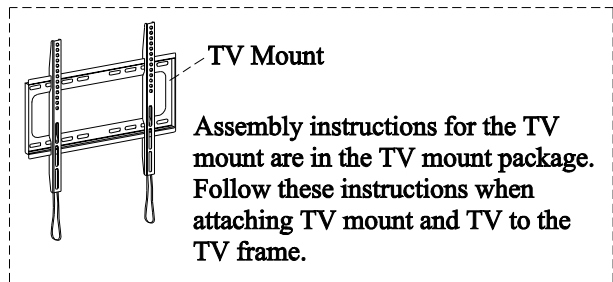 TV Mount
Assembly instructions for the TV
mount are in the TV mount package.
Follow these instructions when
attaching TV mount and TV to the
TV frame.